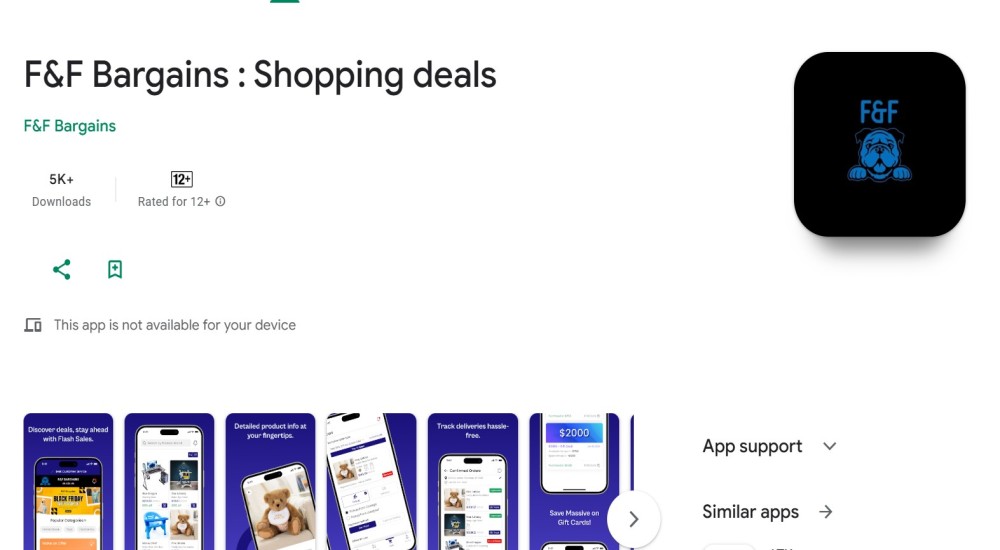 F&F Bargains : Shopping deals
F&F Bargains
F&F
5K+
Downloads
12+
Rated for 12+
This app is not available for your device
Discover deals, stay ahead
with Flash Sales.
BLACK
FRIDAY
Detailed product info at
your fingertips.
Track deliveries hassle-
free.
$2000
Save Massive on
Gift Cards!
App support
Similar apps